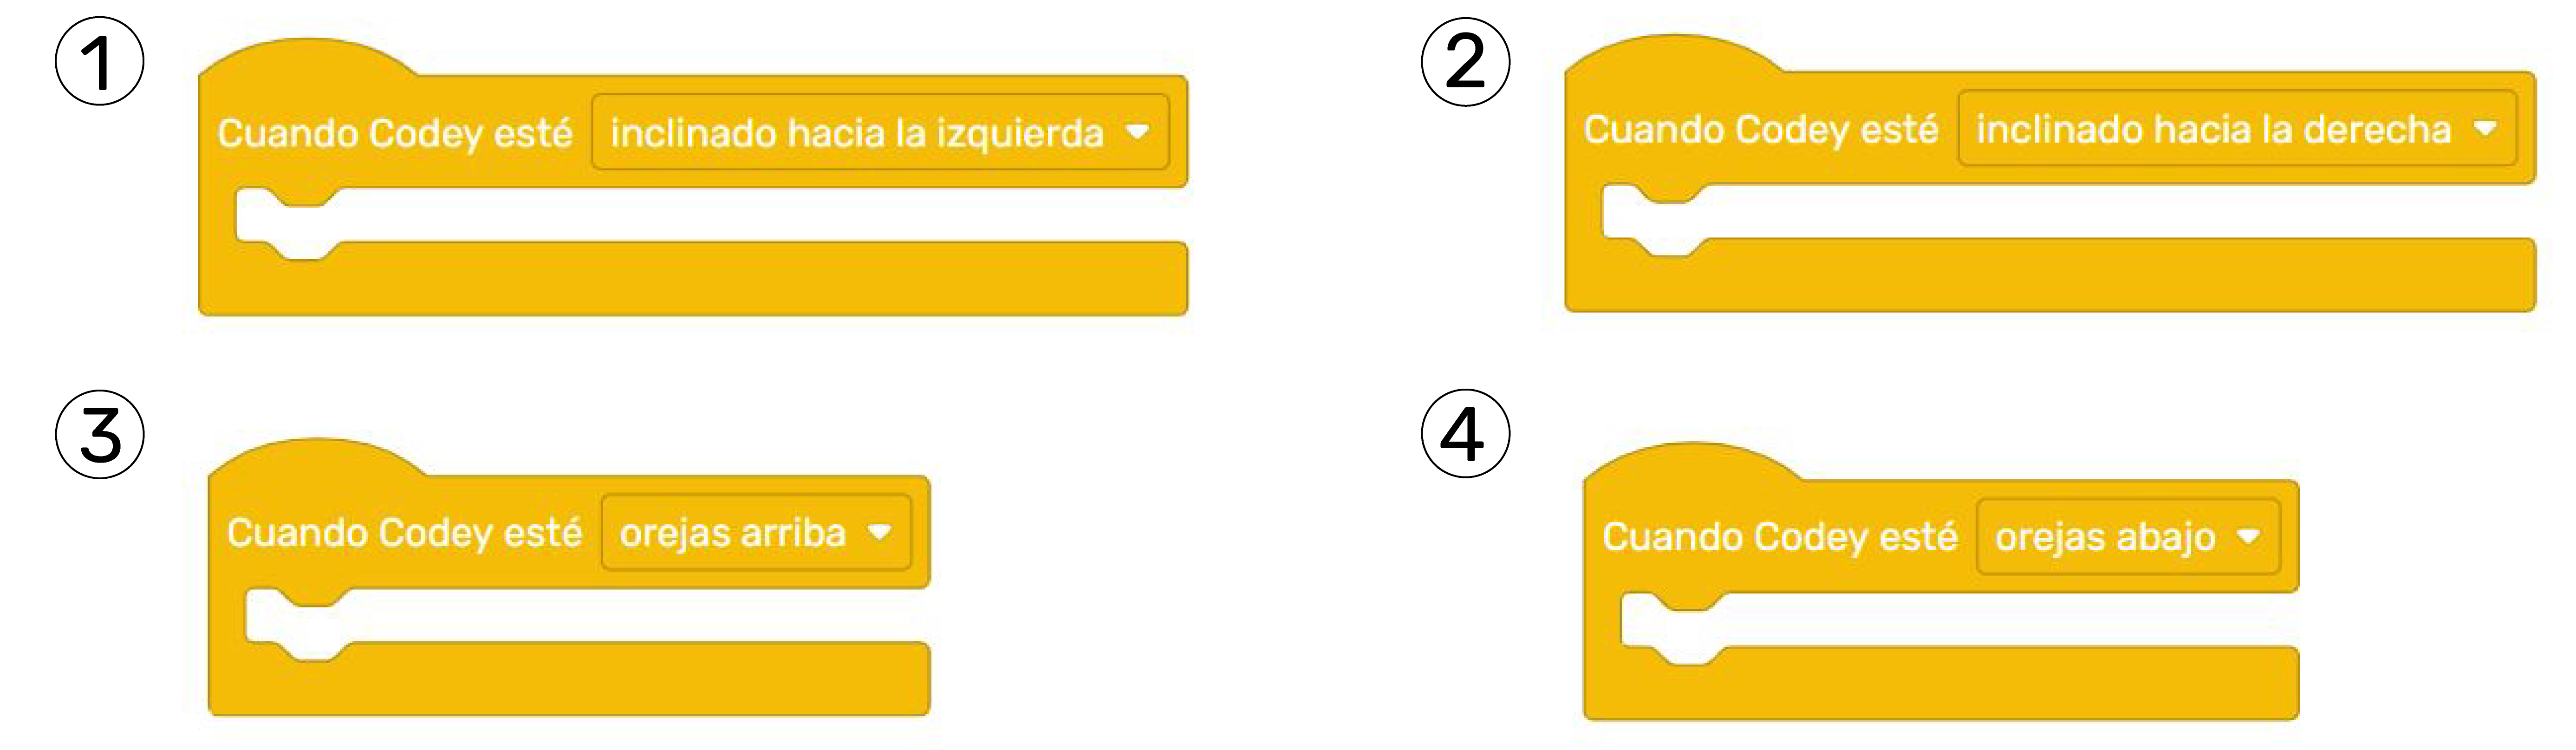 1
Cuando Codey esté inclinado hacia la izquierda
2
Cuando Codey esté inclinado hacia la derecha
3
Cuando Codey esté orejas arriba
4
Cuando Codey esté orejas abajo